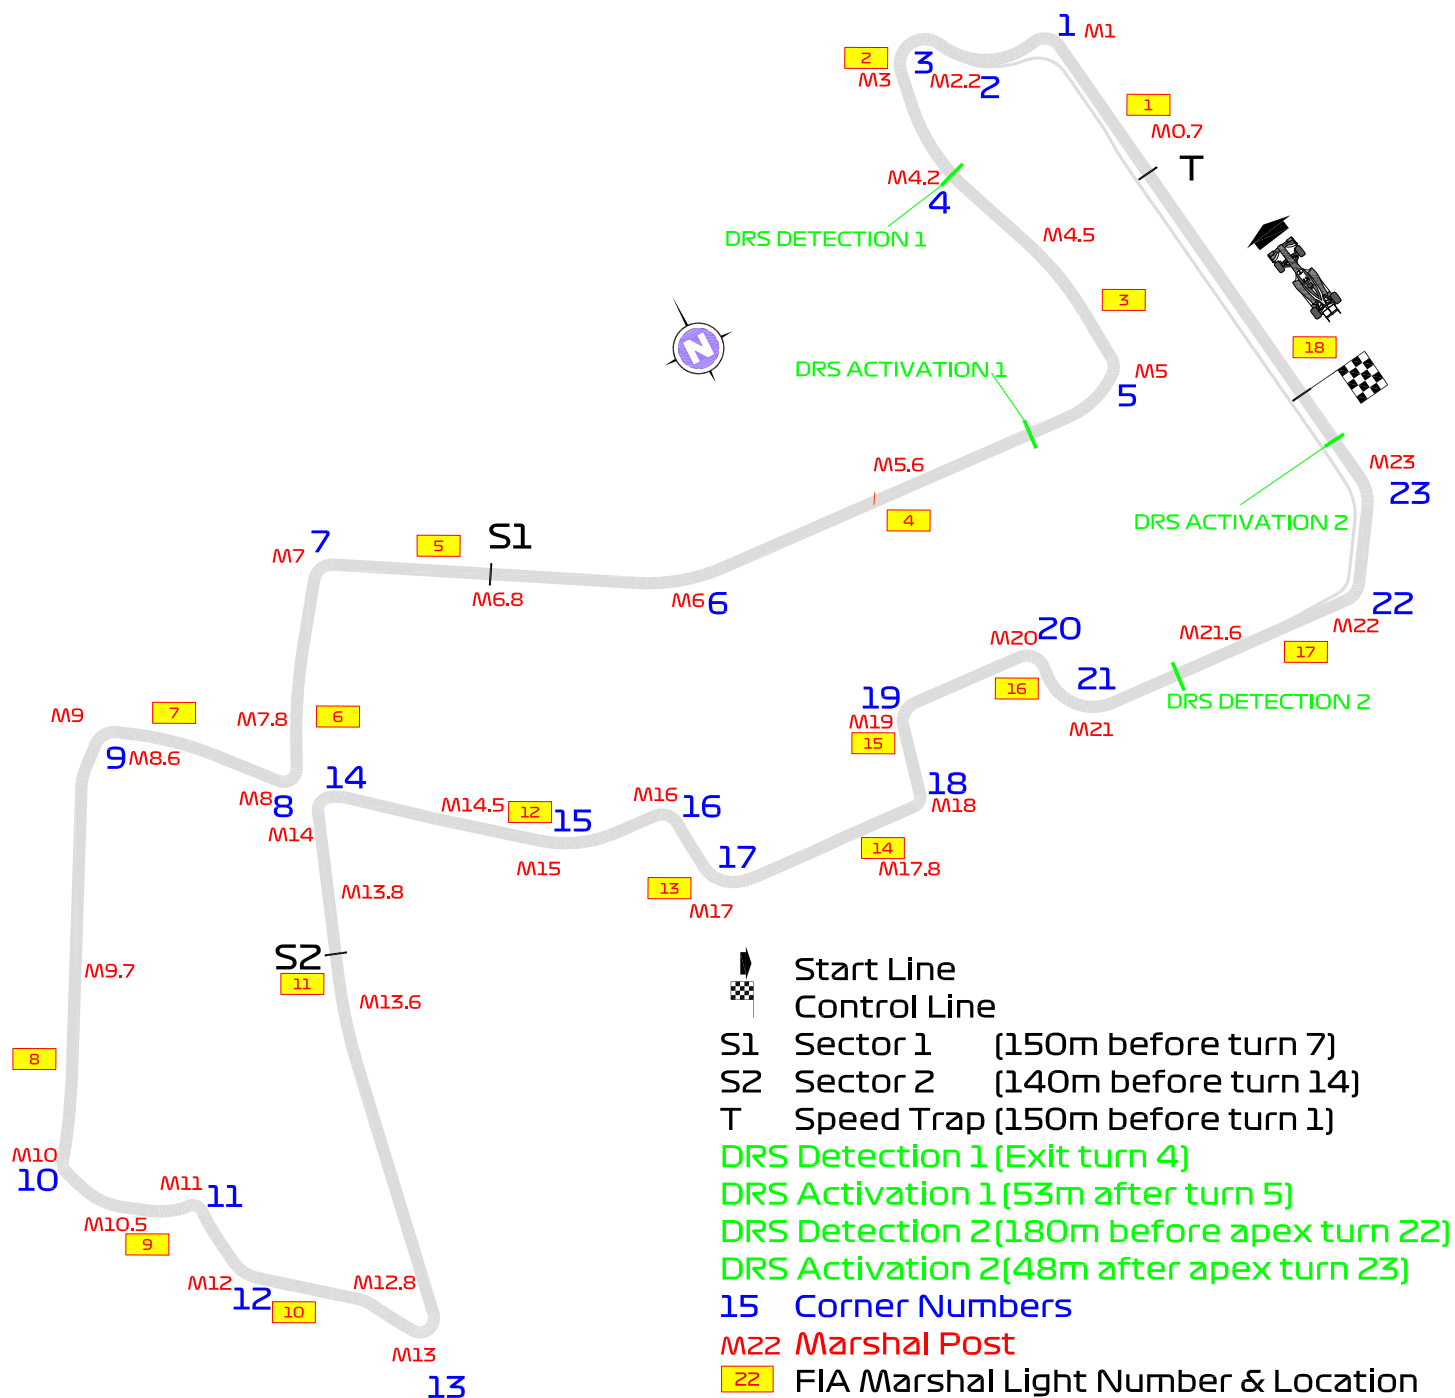 1 M1
2 3 M2.2 2
M3
1
M0.7
T
M4.2
4
DRS DETECTION 1
M4.5
3
18
DRS ACTIVATION 1
M5
5
M5.6
4
M23
23
DRS ACTIVATION 2
S1
5
7
M7
M6.8
M6 6
22
M22
M21.6
17
20
M20
21
16
DRS DETECTION 2
M21
19
M19
15
18
M18
14
M17.8
M9
7
9 M8.6
M7.8
6
M8 8
14
M14
M14.5
12
15
M15
M16
16
17
13
M17
M13.8
S2
11
M13.6
M9.7
8
M10
10
M11 11
M10.5
9
M12
12
10
M12.8
M13
13
N
Start Line
Control Line
S1 Sector 1 (150m before turn 7)
S2 Sector 2 (140m before turn 14)
T Speed Trap (150m before turn 1)
DRS Detection 1 (Exit turn 4)
DRS Activation 1 (53m after turn 5)
DRS Detection 2 (180m before apex turn 22)
DRS Activation 2 (48m after apex turn 23)
15 Corner Numbers
M22 Marshal Post
22 FIA Marshal Light Number & Location